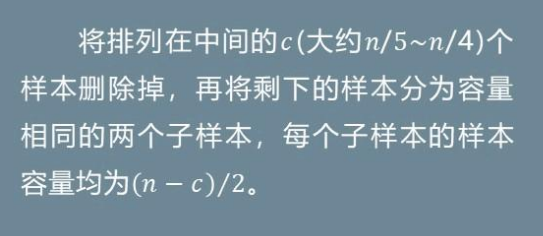 将排列在中间的c(大约n/5~n/4)个
样本删除掉，再将剩下的样本分为容量
相同的两个子样本，每个子样本的样本
容量均为(n − c)/2。